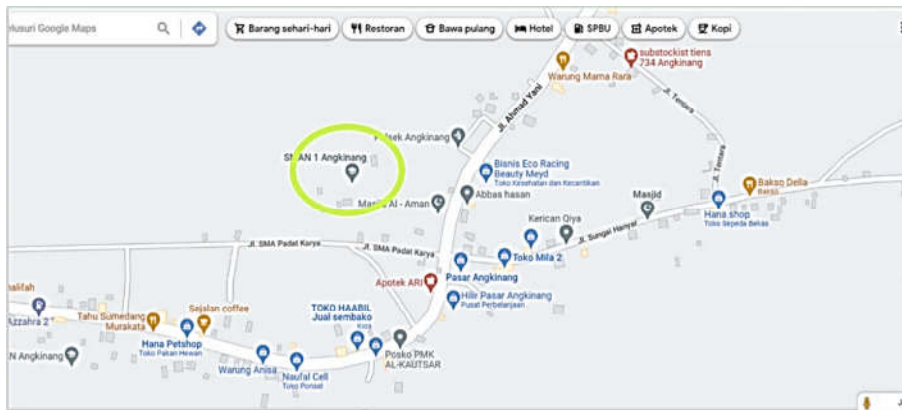 Google Maps
Barang sehari-hari
Restoran
Bawa pulang
Hotel
SPBU
Apotek
Kopi
substockist tiens
734 Angkinang
Warung Mama Rara
Jl. Ahmad Yani
Jl. Tentara
Jl. Tentara
Polsek Angkinang
SMAN 1 Angkinang
Bisnis Eco Racing
Beauty Meyd
Toko Kesehatan dan Kecantikan
Abbas hasan
Masjid Al - Aman
Masjid
Bakso Della
Bakso
Hana shop
Toko Sepeda Bekas
Kerican Qiya
Jl. Sungai Hanyar
Jl. SMA Padat Karya
Jl. SMA Padat Karya
Toko Mila 2
Pasar Angkinang
Apotek ARI
Hilir Pasar Angkinang
Pusat Perbelanjaan
Azzahra 2
Sejalan coffee
Tahu Sumedang
Murakata
TOKO HAABIL
Jual sembako
Kios
Hana Petshop
Toko Pakan Hewan
N Angkinang
Warung Anisa
Naufal Cell
Toko Ponsel
Posko PMK
AL-KAUTSAR